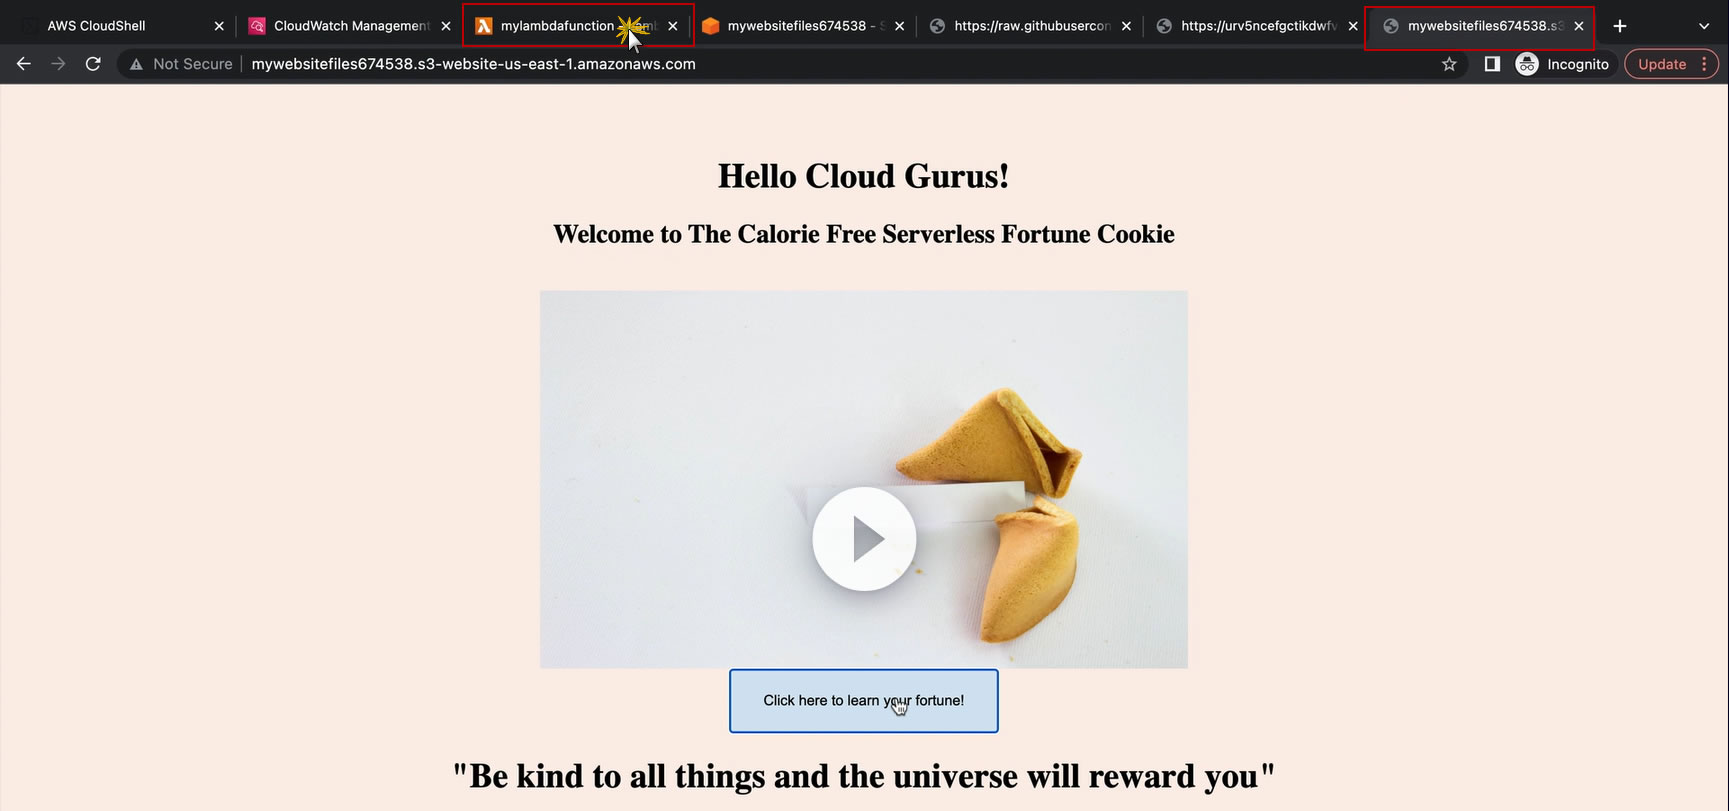 AWS CloudShell
CloudWatch Management
mylambdafunction -
mywebsitefiles674538 - S
https://raw.githubusercon
https://urv5ncefgctikdwfv
mywebsitefiles674538.s3
Not Secure
mywebsitefiles674538.s3-website-us-east-1.amazonaws.com
Incognito
Update
Hello Cloud Gurus!
Welcome to The Calorie Free Serverless Fortune Cookie
Click here to learn your fortune!
"Be kind to all things and the universe will reward you"